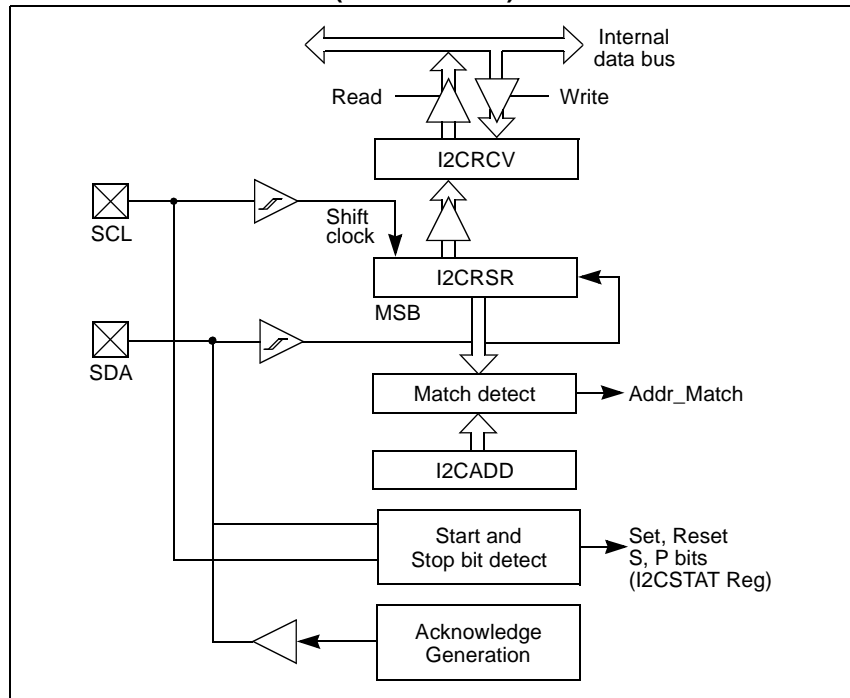 Internal
data bus
Read
Write
I2CRCV
SCL
Shift
clock
I2CRSR
MSB
SDA
Match detect
Addr_Match
I2CADD
Start and
Stop bit detect
Set, Reset
S, P bits
(I2CSTAT Reg)
Acknowledge
Generation